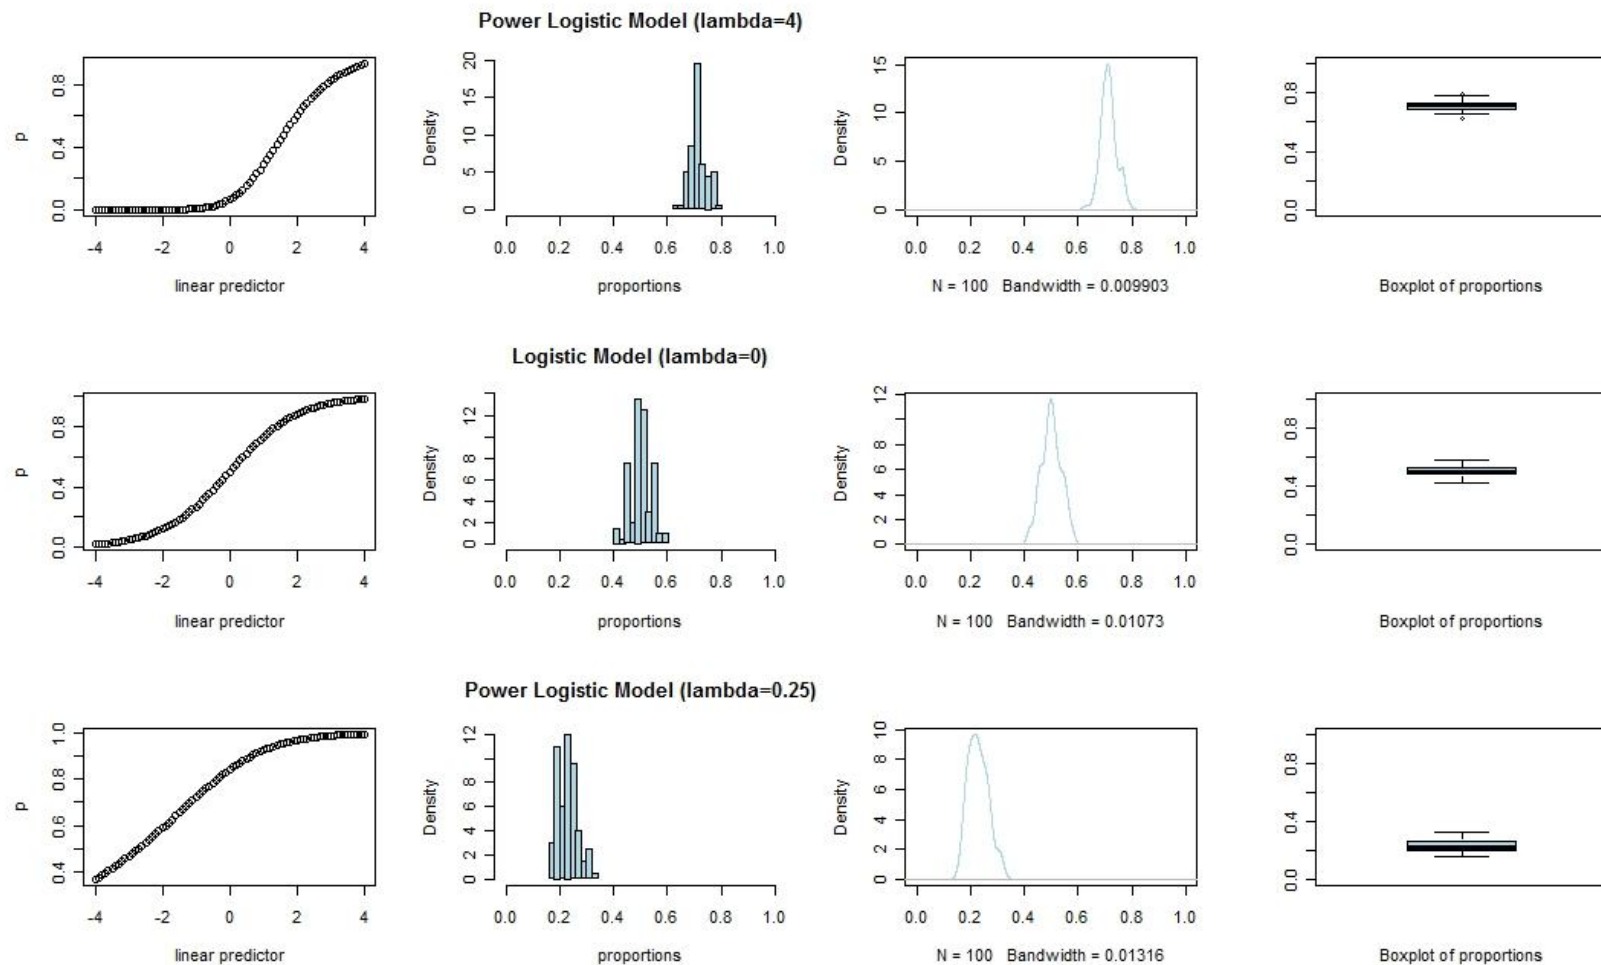 Power Logistic Model (lambda=4)
p
0.0 0.4 0.8
-4 -2 0 2 4
linear predictor
Density
0 5 10 15 20
0.0 0.2 0.4 0.6 0.8 1.0
proportions
Density
0 5 10 15
0.0 0.2 0.4 0.6 0.8 1.0
N = 100 Bandwidth = 0.009903
0.0 0.4 0.8
Boxplot of proportions
Logistic Model (lambda=0)
p
0.0 0.4 0.8
-4 -2 0 2 4
linear predictor
Density
0 2 4 6 8 12
0.0 0.2 0.4 0.6 0.8 1.0
proportions
Density
0 2 4 6 8 12
0.0 0.2 0.4 0.6 0.8 1.0
N = 100 Bandwidth = 0.01073
0.0 0.4 0.8
Boxplot of proportions
Power Logistic Model (lambda=0.25)
p
0.4 0.6 0.8 1.0
-4 -2 0 2 4
linear predictor
Density
0 2 4 6 8 10 12
0.0 0.2 0.4 0.6 0.8 1.0
proportions
Density
0 2 4 6 8 10
0.0 0.2 0.4 0.6 0.8 1.0
N = 100 Bandwidth = 0.01316
0.0 0.4 0.8
Boxplot of proportions